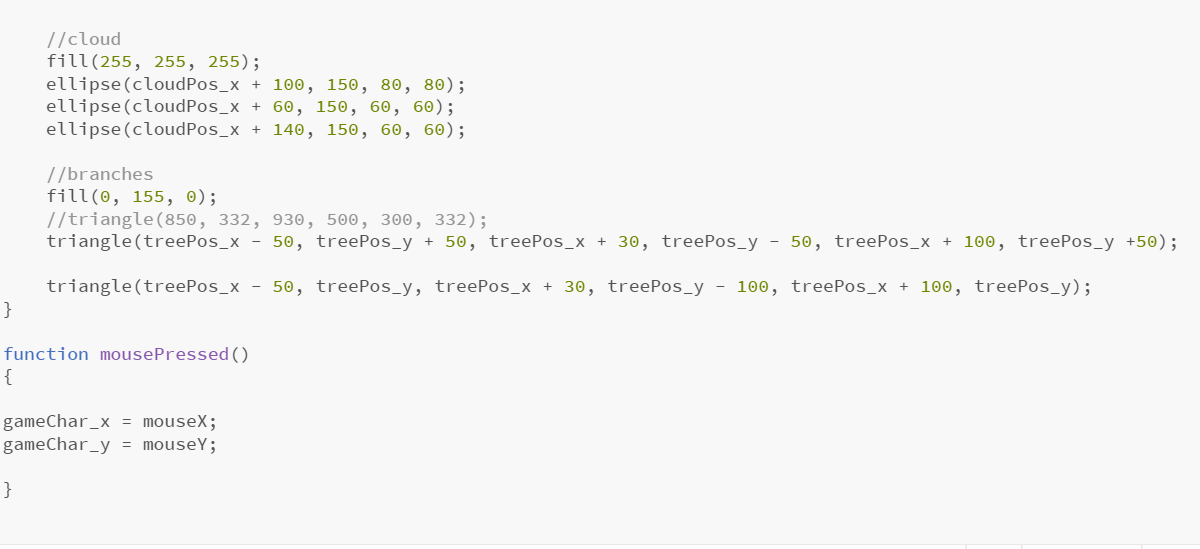 //cloud
fill(255, 255, 255);
ellipse(cloudPos_x + 100, 150, 80, 80);
ellipse(cloudPos_x + 60, 150, 60, 60);
ellipse(cloudPos_x + 140, 150, 60, 60);
//branches
fill(0, 155, 0);
//triangle(850, 332, 930, 500, 300, 332);
triangle(treePos_x - 50, treePos_y + 50, treePos_x + 30, treePos_y - 50, treePos_x + 100, treePos_y +50);
triangle(treePos_x - 50, treePos_y, treePos_x + 30, treePos_y - 100, treePos_x + 100, treePos_y);
}
function mousePressed()
{
gameChar_x = mouseX;
gameChar_y = mouseY;
}